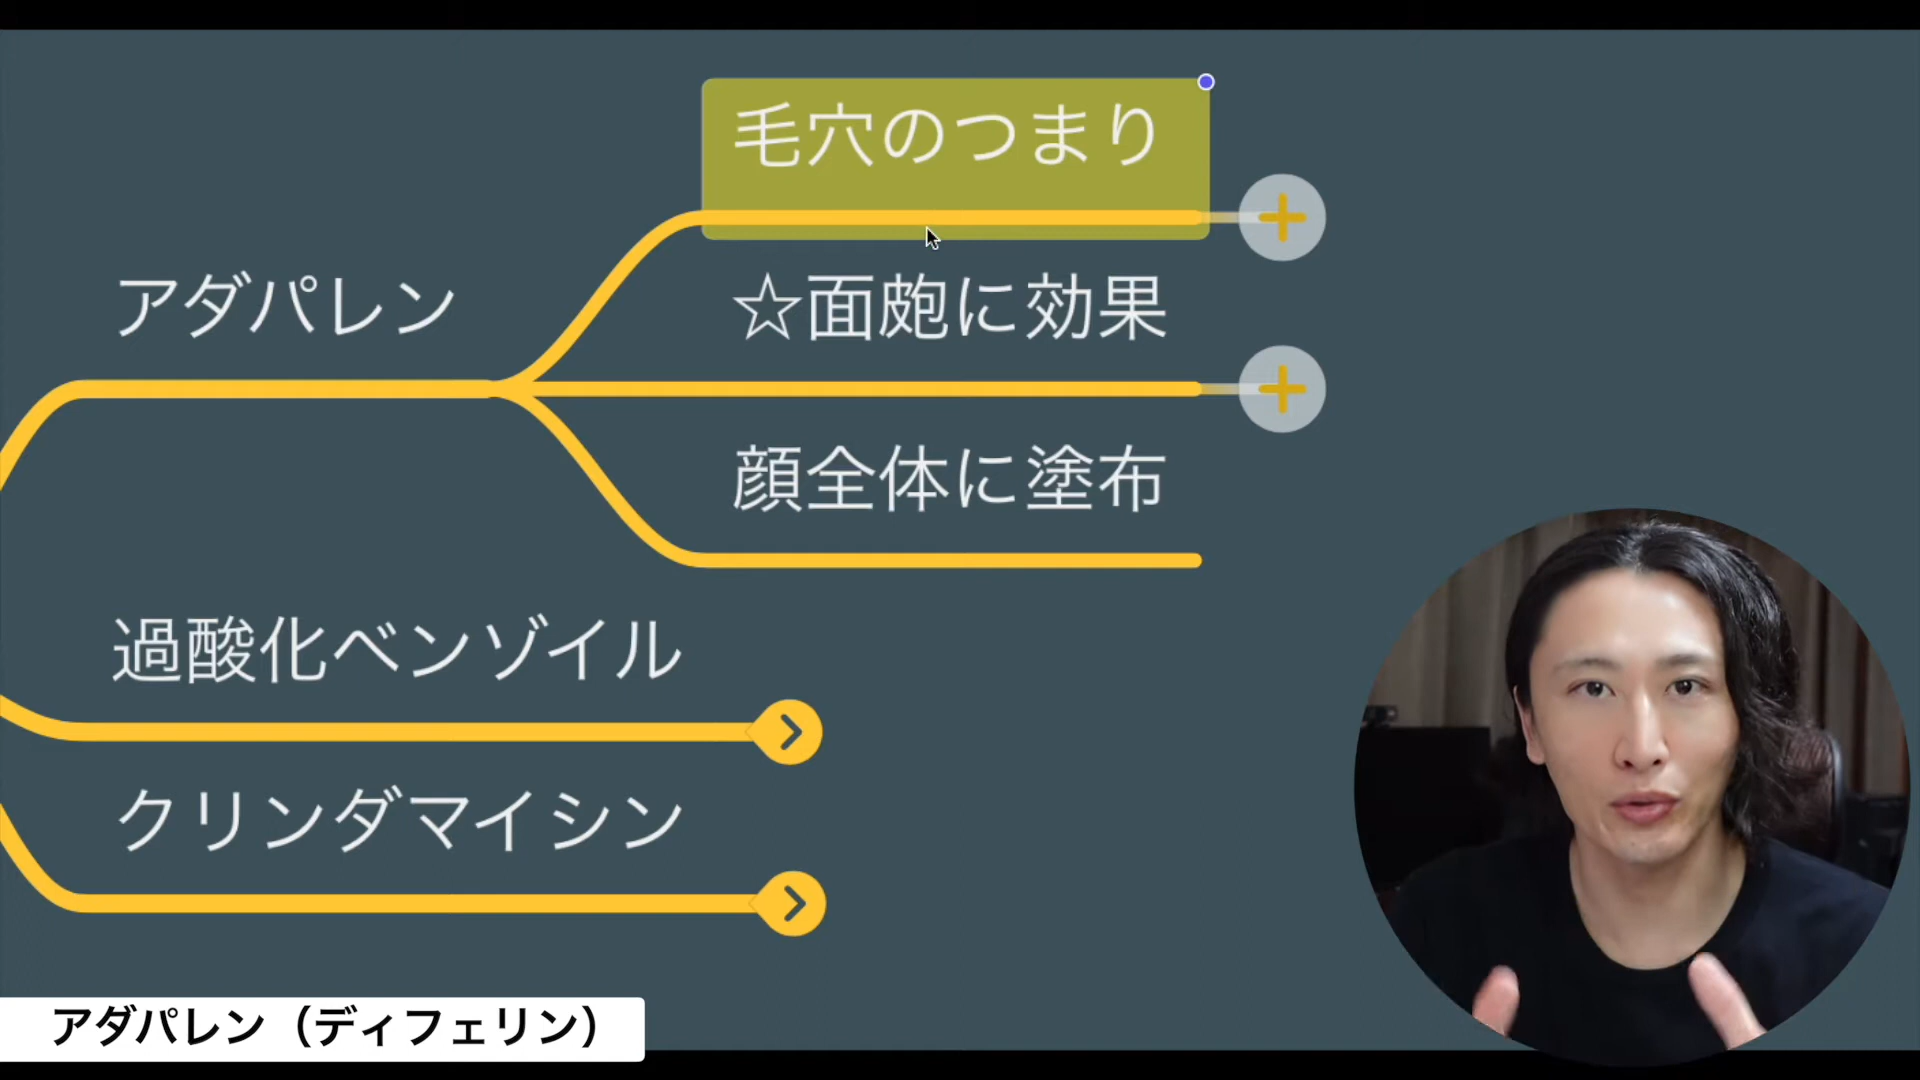 毛穴のつまり
アダパレン
☆面皰に効果
顔全体に塗布
過酸化ベンゾイル
クリンダマイシン
アダパレン（ディフェリン）